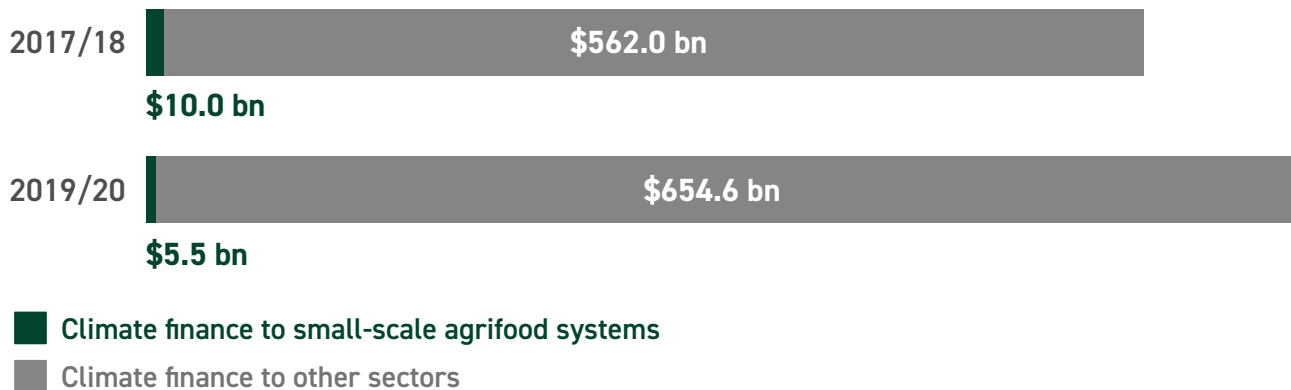 2017/18
$562.0 bn
$10.0 bn
2019/20
$654.6 bn
$5.5 bn
Climate finance to small-scale agrifood systems
Climate finance to other sectors